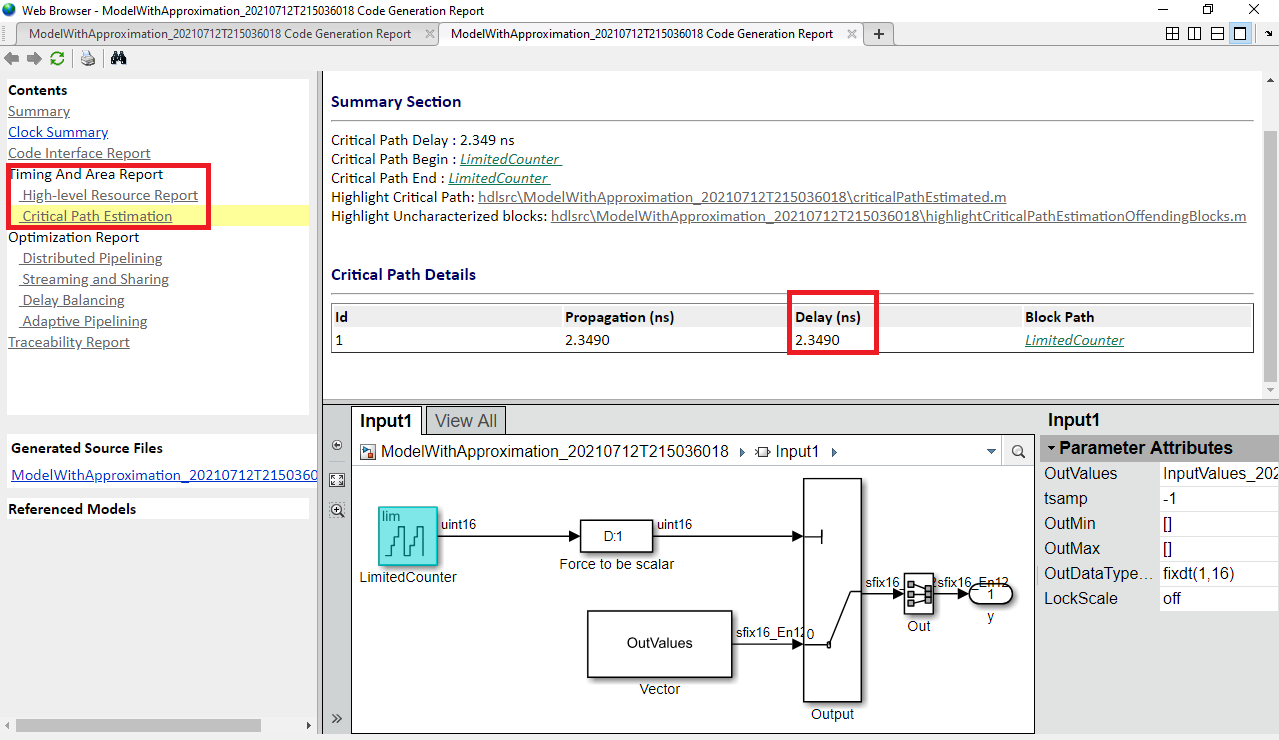 Web Browser - ModelWithApproximation_20210712T215036018 Code Generation Report
ModelWithApproximation_20210712T215036018 Code Generation Report
ModelWithApproximation_20210712T215036018 Code Generation Report
Contents
Summary
Clock Summary
Code Interface Report
Timing And Area Report
High-level Resource Report
Critical Path Estimation
Optimization Report
Distributed Pipelining
Streaming and Sharing
Delay Balancing
Adaptive Pipelining
Traceability Report
Generated Source Files
ModelWithApproximation_20210712T215036
Referenced Models
Summary Section
Critical Path Delay : 2.349 ns
Critical Path Begin : LimitedCounter
Critical Path End : LimitedCounter
Highlight Critical Path: hdlsrc\ModelWithApproximation_20210712T215036018\criticalPathEstimated.m
Highlight Uncharacterized blocks: hdlsrc\ModelWithApproximation_20210712T215036018\highlightCriticalPathEstimationOffendingBlocks.m
Critical Path Details
Id Propagation (ns) Delay (ns) Block Path
1 2.3490 2.3490 LimitedCounter
Input1 View All
ModelWithApproximation_20210712T215036018 Input1
lim
uint16
LimitedCounter
D:1
uint16
Force to be scalar
OutValues
sfix16_En12
Vector
0
Output
sfix16_
Out
sfix16_En12
1
y
Input1
Parameter Attributes
OutValues InputValues_202
tsamp -1
OutMin []
OutMax []
OutDataType... fixdt(1,16)
LockScale off